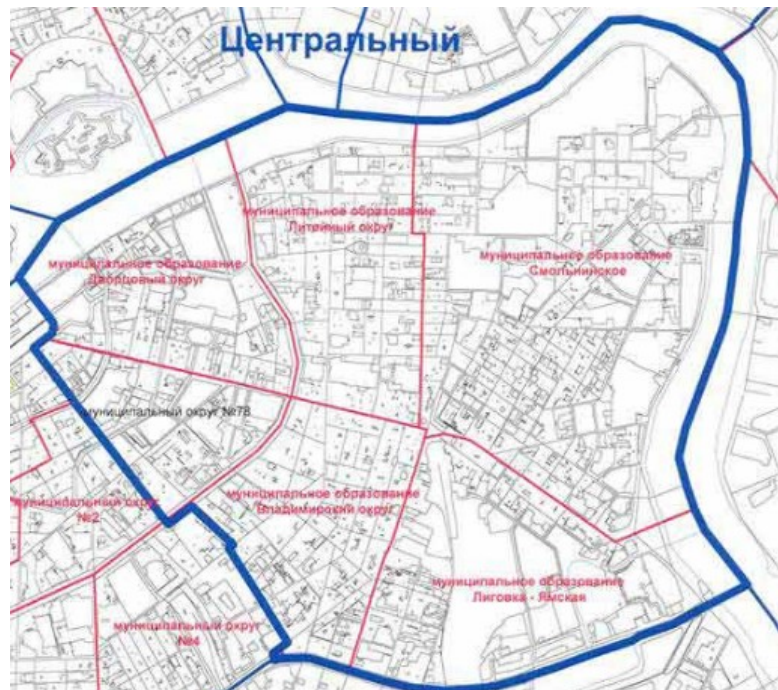 Центральный
муниципальное образование
Литейный округ
муниципальное образование
Дворцовый округ
муниципальное образование
Смольнинское
муниципальный округ №78
муниципальный округ
№2
муниципальное образование
Владимирский округ
муниципальное образование
Лиговка - Ямская
муниципальный округ
№4